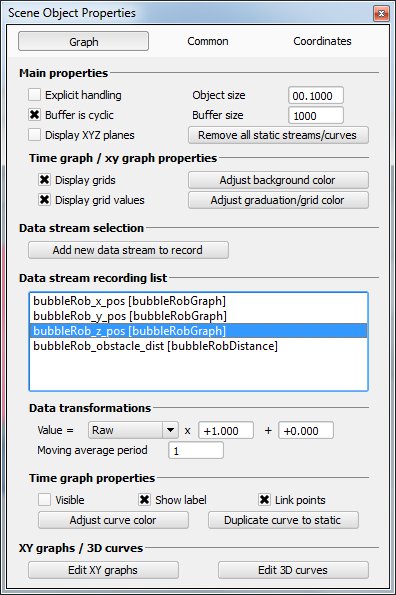 Scene Object Properties
Graph Common Coordinates
Main properties
Explicit handling Object size 00.1000
Buffer is cyclic Buffer size 1000
Display XYZ planes Remove all static streams/curves
Time graph / xy graph properties
Display grids Adjust background color
Display grid values Adjust graduation/grid color
Data stream selection
Add new data stream to record
Data stream recording list
bubbleRob_x_pos [bubbleRobGraph]
bubbleRob_y_pos [bubbleRobGraph]
bubbleRob_z_pos [bubbleRobGraph]
bubbleRob_obstacle_dist [bubbleRobDistance]
Data transformations
Value = Raw x +1.000 + +0.000
Moving average period 1
Time graph properties
Visible Show label Link points
Adjust curve color Duplicate curve to static
XY graphs / 3D curves
Edit XY graphs Edit 3D curves